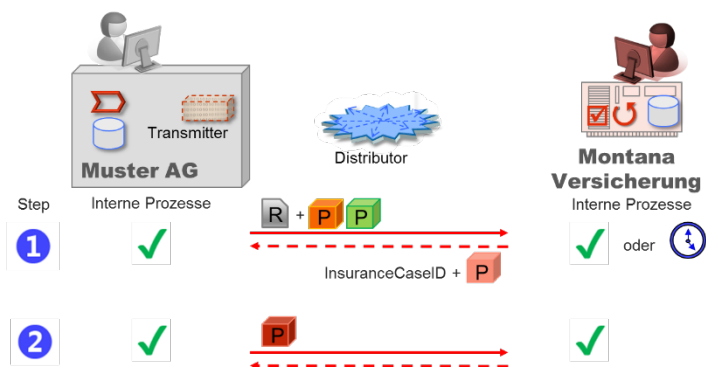 Transmitter
Muster AG
Distributor
Montana
Versicherung
Step
Interne Prozesse
Interne Prozesse
1
R + P P
oder
InsuranceCaseID + P
2
P